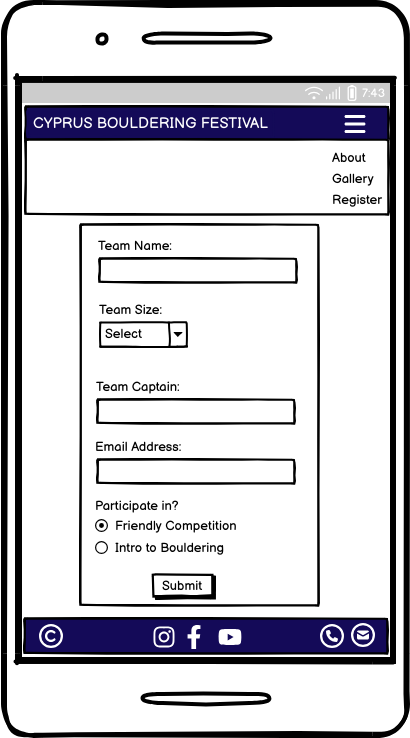 7:43
CYPRUS BOULDERING FESTIVAL
About
Gallery
Register
Team Name:
Team Size:
Select
Team Captain:
Email Address:
Participate in?
Friendly Competition
Intro to Bouldering
Submit
©